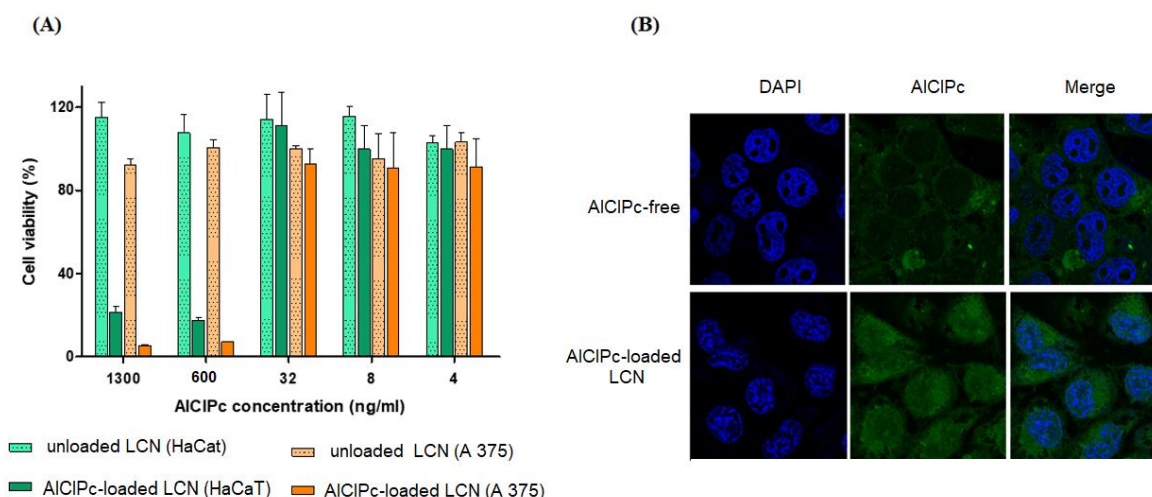 (A)
(B)
Cell viability (%)
120
80
40
0
1300 600 32 8 4
AlClPc concentration (ng/ml)
unloaded LCN (HaCat)
unloaded LCN (A 375)
AlClPc-loaded LCN (HaCaT)
AlClPc-loaded LCN (A 375)
DAPI AlClPc Merge
AlClPc-free
AlClPc-loaded
LCN